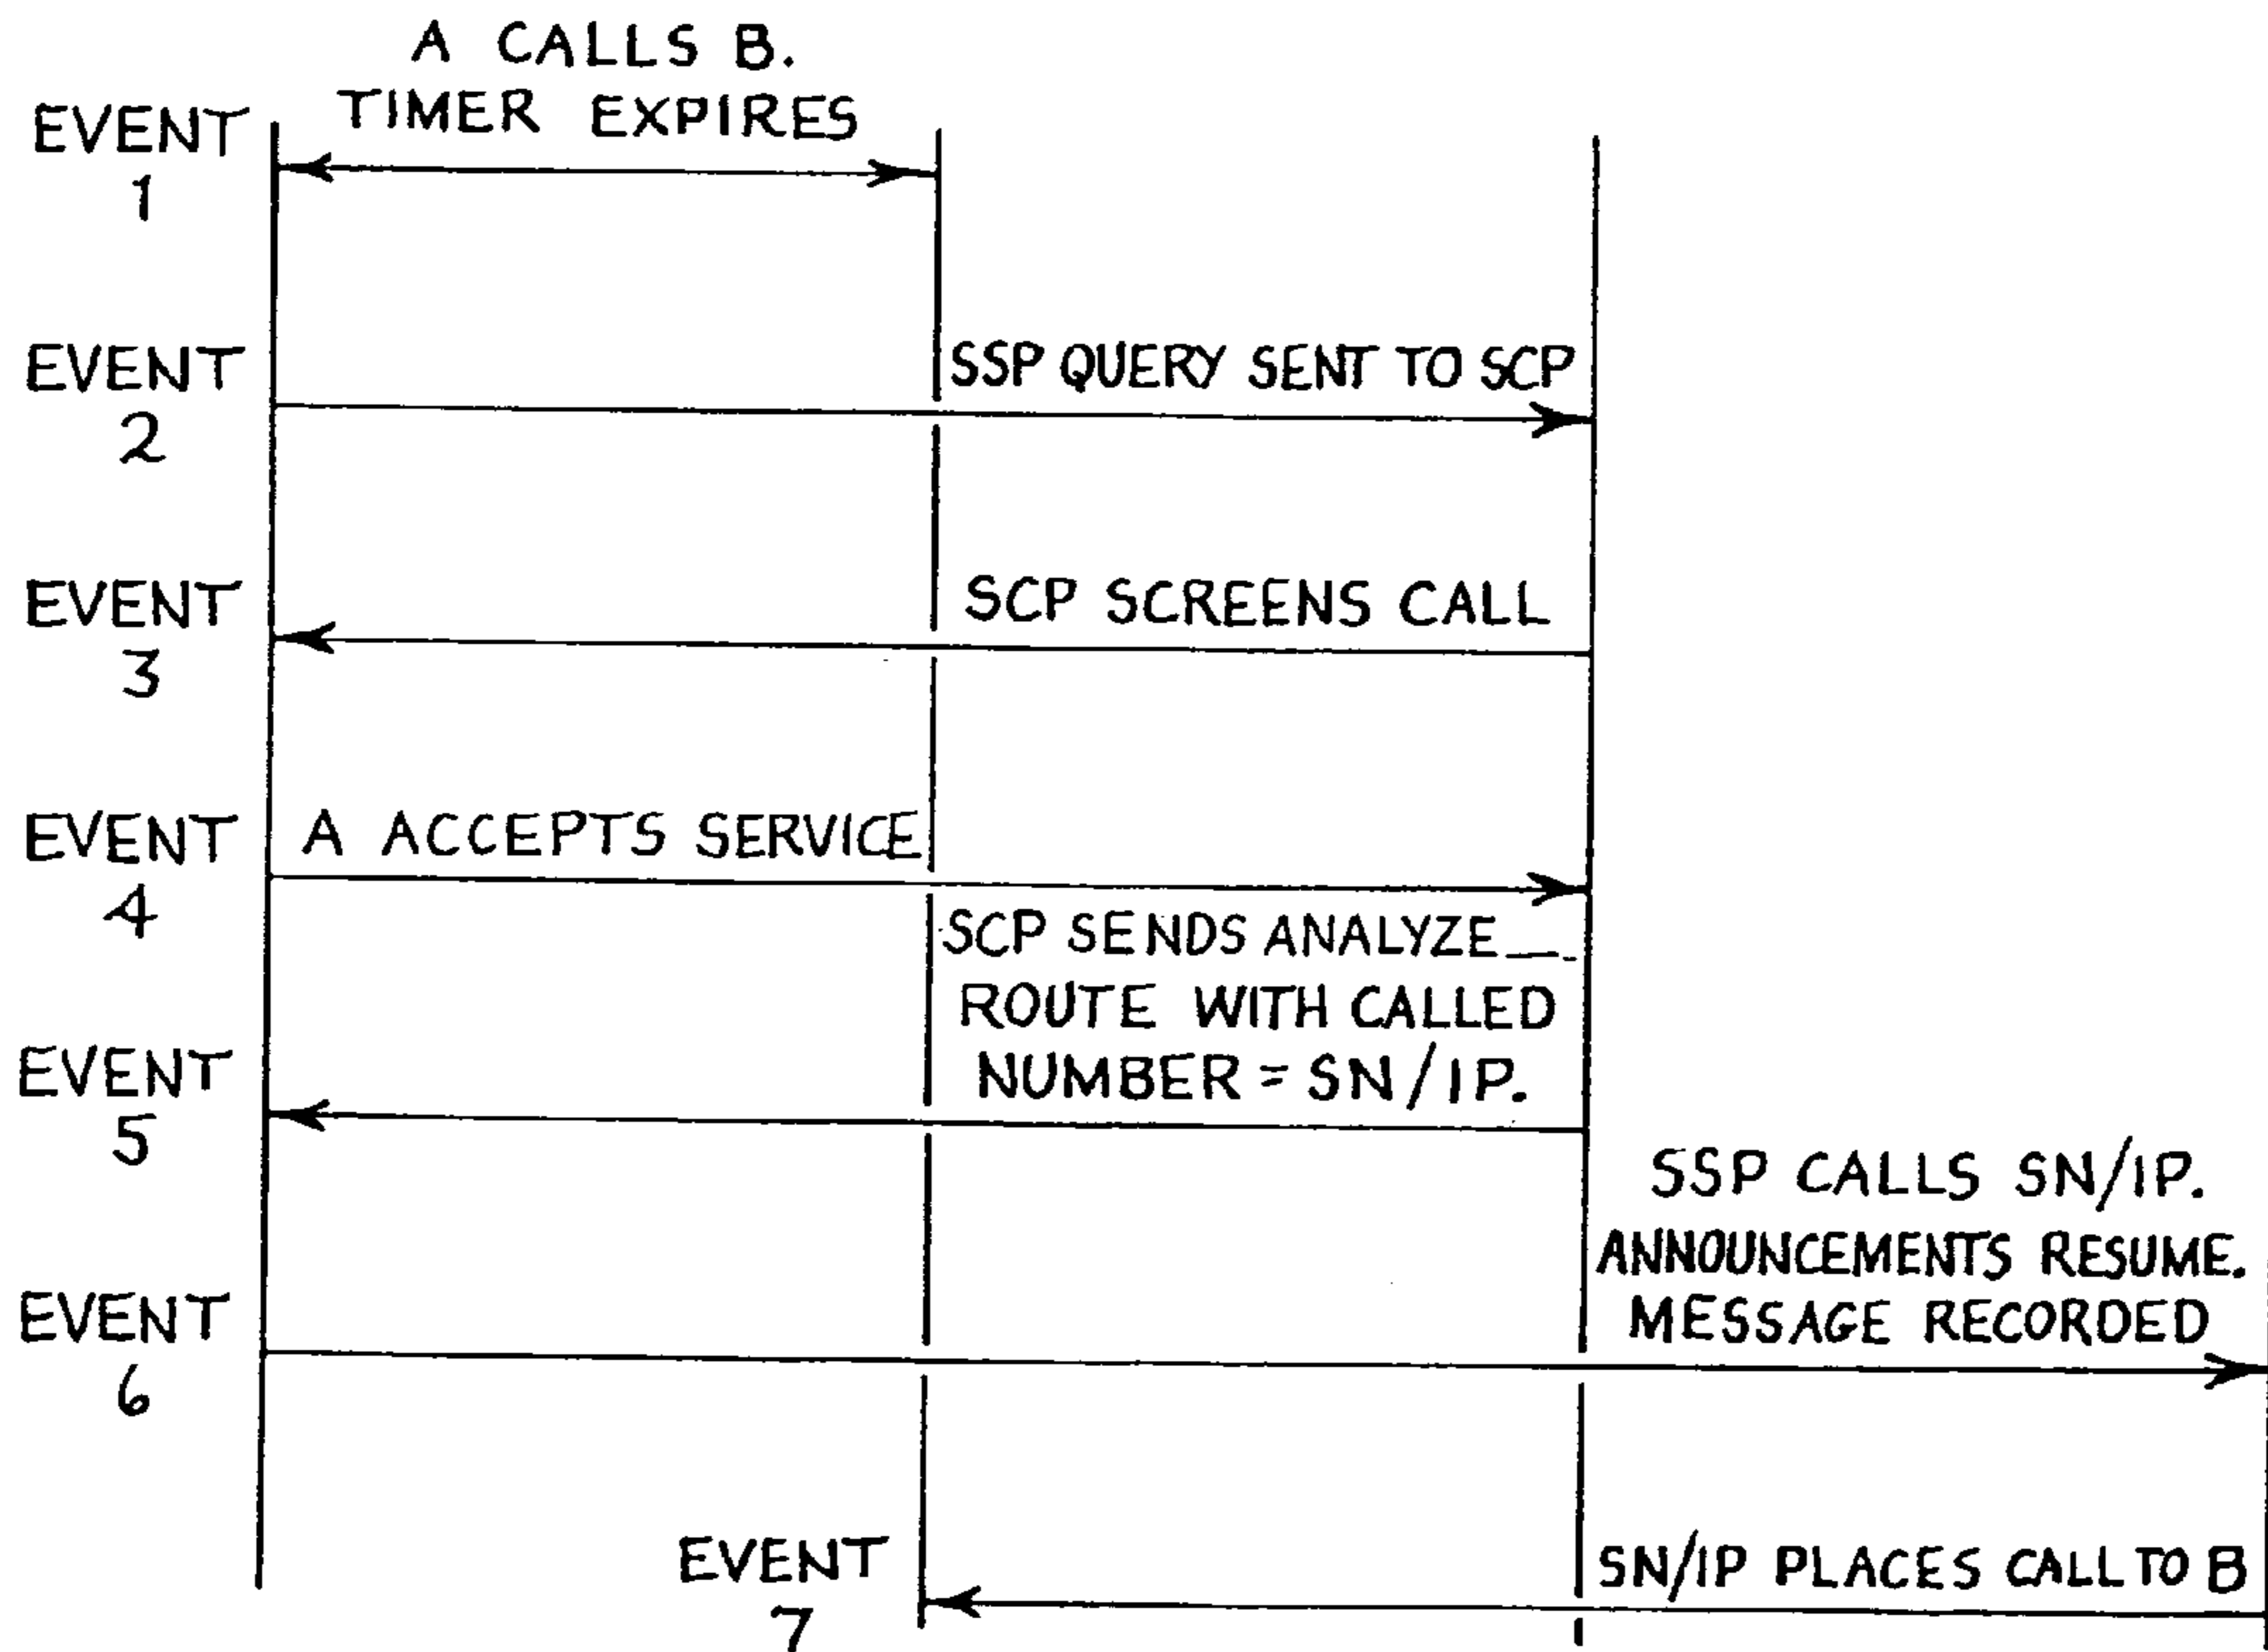 A CALLS B.
TIMER EXPIRES
EVENT
1
EVENT
2
SSP QUERY SENT TO SCP
EVENT
3
SCP SCREENS CALL
EVENT
4
A ACCEPTS SERVICE
SCP SENDS ANALYZE__
ROUTE WITH CALLED
NUMBER = SN/IP.
EVENT
5
SSP CALLS SN/IP.
ANNOUNCEMENTS RESUME.
MESSAGE RECORDED
EVENT
6
EVENT
7
SN/IP PLACES CALL TO B